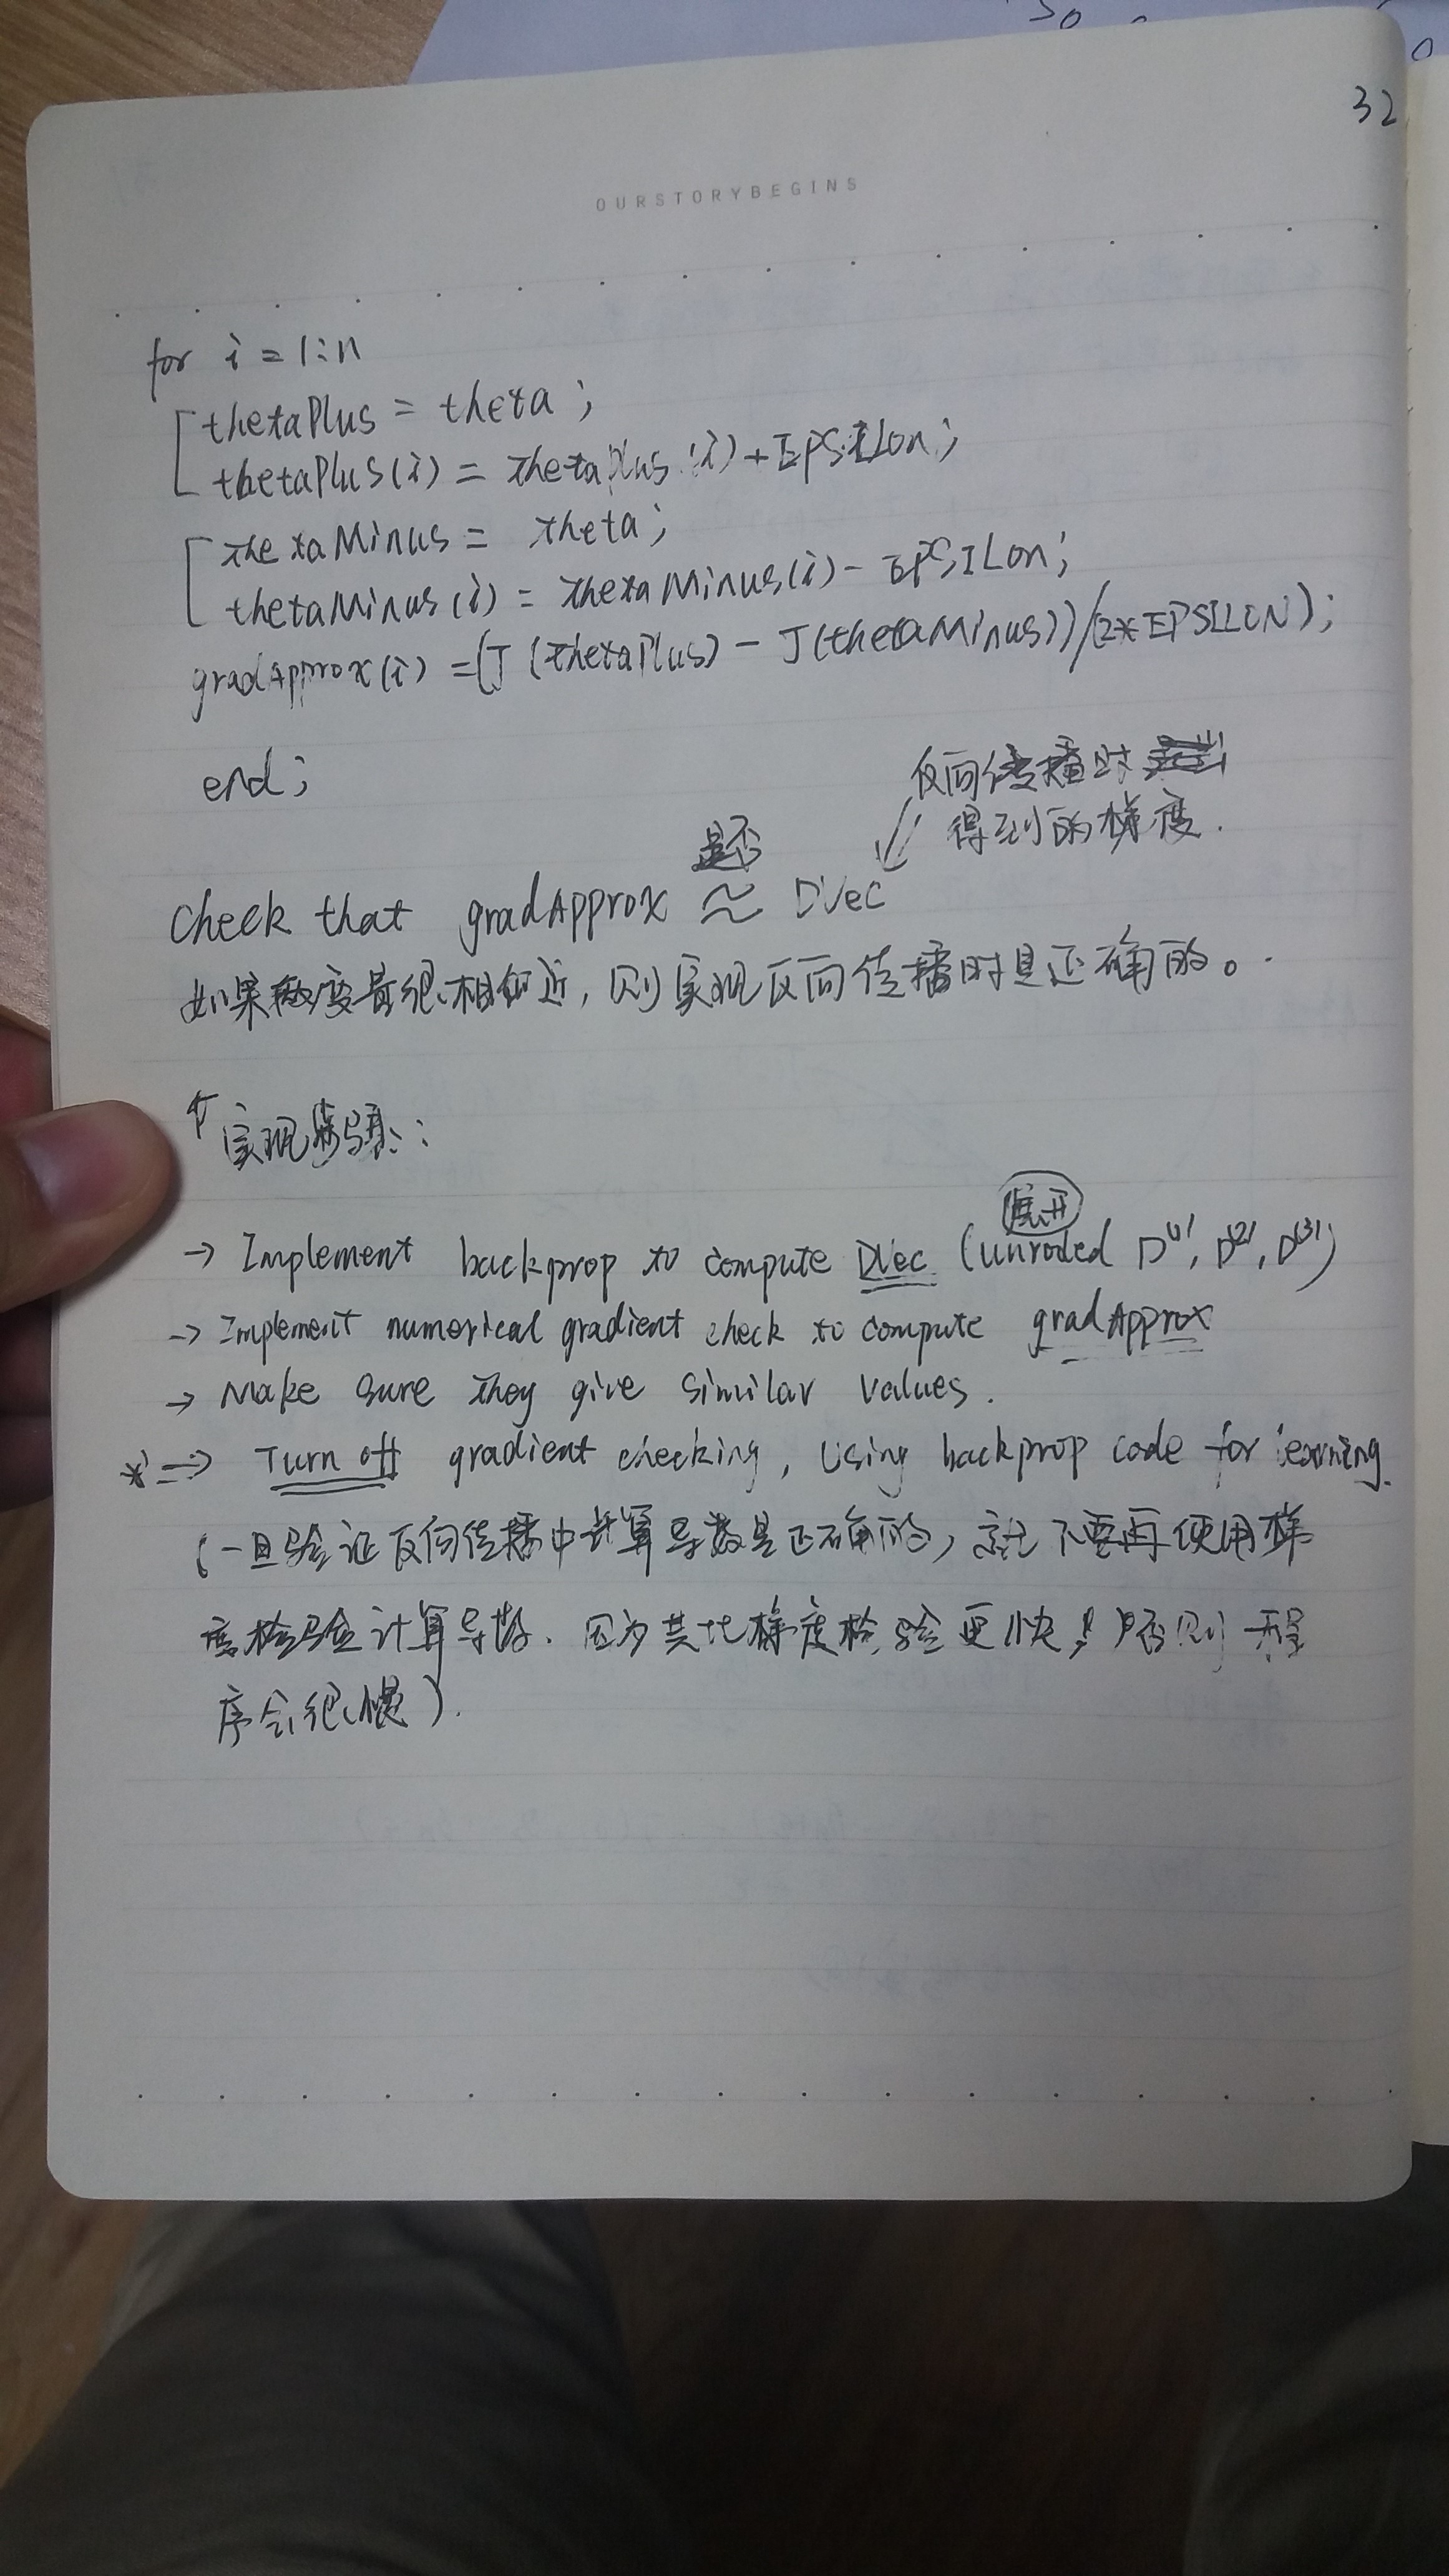 32
OURSTORYBEGINS
for i = 1:n
thetaPlus = theta;
thetaPlus(i) = thetaPlus(i) + EPSILon;
thetaMinus = theta;
thetaMinus(i) = thetaMinus(i) - EPSILon;
gradApprox(i) = (J(thetaPlus) - J(thetaMinus))/(2*EPSILON);
end;
反向传播时
得到的梯度.
是否
Check that gradApprox ≈ DVec
如果 很相近, 则实现反向传播时是正确的。
实现步骤:
展开
→ Implement backprop to compute DVec (unrolled D⁽¹⁾, D⁽²⁾, D⁽³⁾)
→ Implement numerical gradient check to compute gradApprox
→ Make sure they give similar values.
* ⇒ Turn off gradient checking, Using backprop code for learning.
(一旦验证反向传播中计算导数是正确的, 就不要再使用梯
度检验计算导数. 因为其比梯度检验更快! 否则程
序会很慢).